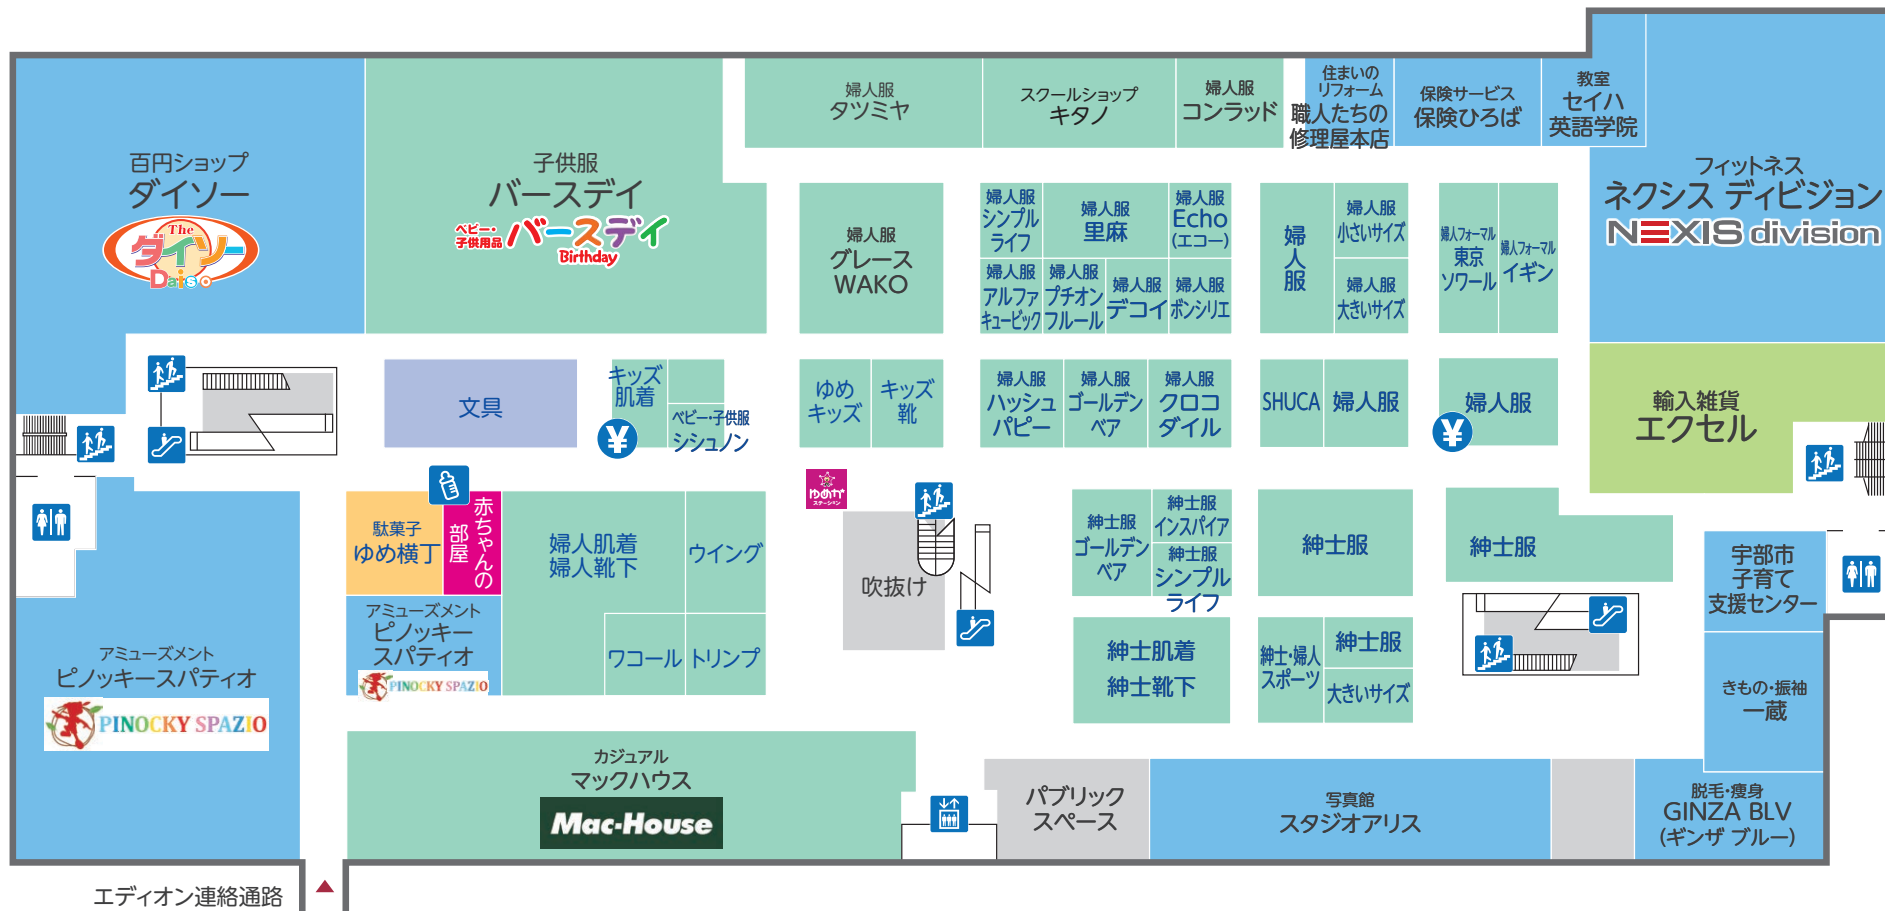 百円ショップ
ダイソー
The
ダイソー
Daiso
子供服
バースデイ
ベビー・
子供用品
バースデイ
Birthday
婦人服
タツミヤ
スクールショップ
キタノ
婦人服
コンラッド
住まいの
リフォーム
職人たちの
修理屋本店
保険サービス
保険ひろば
教室
セイハ
英語学院
フィットネス
ネクシス ディビジョン
NEXIS division
婦人服
グレース
WAKO
婦人服
シンプル
ライフ
婦人服
里麻
婦人服
Echo
(エコー)
婦人服
アルファ
キュービック
婦人服
プチオン
フルール
婦人服
デコイ
婦人服
ボンシリエ
婦人服
婦人服
小さいサイズ
婦人服
大きいサイズ
婦人フォーマル
東京
ソワール
婦人フォーマル
イギン
文具
キッズ
肌着
ベビー・子供服
シシュノン
¥
ゆめ
キッズ
キッズ
靴
婦人服
ハッシュ
パピー
婦人服
ゴールデン
ベア
婦人服
クロコ
ダイル
SHUCA
婦人服
婦人服
¥
輸入雑貨
エクセル
駄菓子
ゆめ横丁
赤ちゃんの
部屋
婦人肌着
婦人靴下
ウイング
ワコール
トリンプ
アミューズメント
ピノッキー
スパティオ
PINOCKY SPAZIO
アミューズメント
ピノッキースパティオ
PINOCKY SPAZIO
ゆめか
ステーション
吹抜け
紳士服
ゴールデン
ベア
紳士服
インスパイア
紳士服
シンプル
ライフ
紳士服
紳士服
紳士肌着
紳士靴下
紳士・婦人
スポーツ
紳士服
大きいサイズ
宇部市
子育て
支援センター
きもの・振袖
一蔵
カジュアル
マックハウス
Mac-House
パブリック
スペース
写真館
スタジオアリス
脱毛・痩身
GINZA BLV
(ギンザ ブルー)
エディオン連絡通路